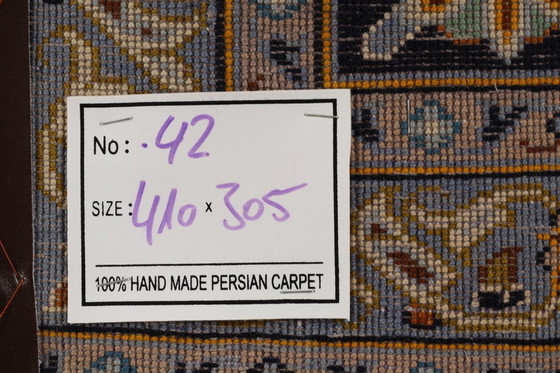 No: .42
SIZE: 410 x 305
100% HAND MADE PERSIAN CARPET